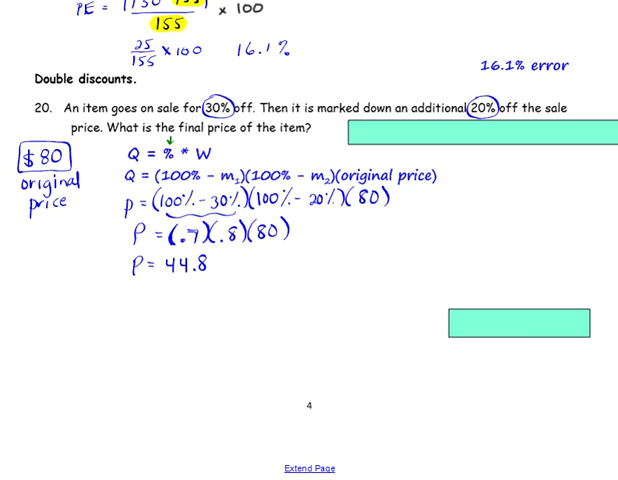 PE = |130 - 155| x 100
155
25/155 x 100 16.1%
16.1% error
Double discounts.
20. An item goes on sale for 30% off. Then it is marked down an additional 20% off the sale
price. What is the final price of the item?
$80
original
price
Q = % * W
Q = (100% - m₁)(100% - m₂)(original price)
P = (100% - 30%)(100% - 20%)(80)
P = (.7)(.8)(80)
P = 44.8
4
Extend Page